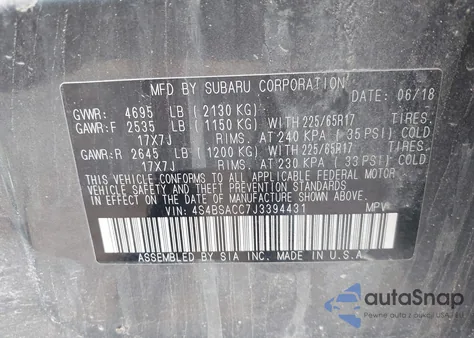 MFD BY SUBARU CORPORATION
DATE: 06/18
GVWR: 4695 LB (2130 KG)
GAWR:F 2535 LB (1150 KG) WITH 225/65R17 TIRES,
17X7J RIMS, AT 240 KPA (35 PSI) COLD
GAWR:R 2645 LB (1200 KG) WITH 225/65R17 TIRES,
17X7J RIMS, AT 230 KPA (33 PSI) COLD
THIS VEHICLE CONFORMS TO ALL APPLICABLE FEDERAL MOTOR
VEHICLE SAFETY AND THEFT PREVENTION STANDARDS
IN EFFECT ON THE DATE OF MANUFACTURE SHOWN ABOVE.
VIN: 4S4BSACC7J3394431 MPV
ASSEMBLED BY SIA INC. MADE IN U.S.A.
autoSnap
Pewne auto z USA